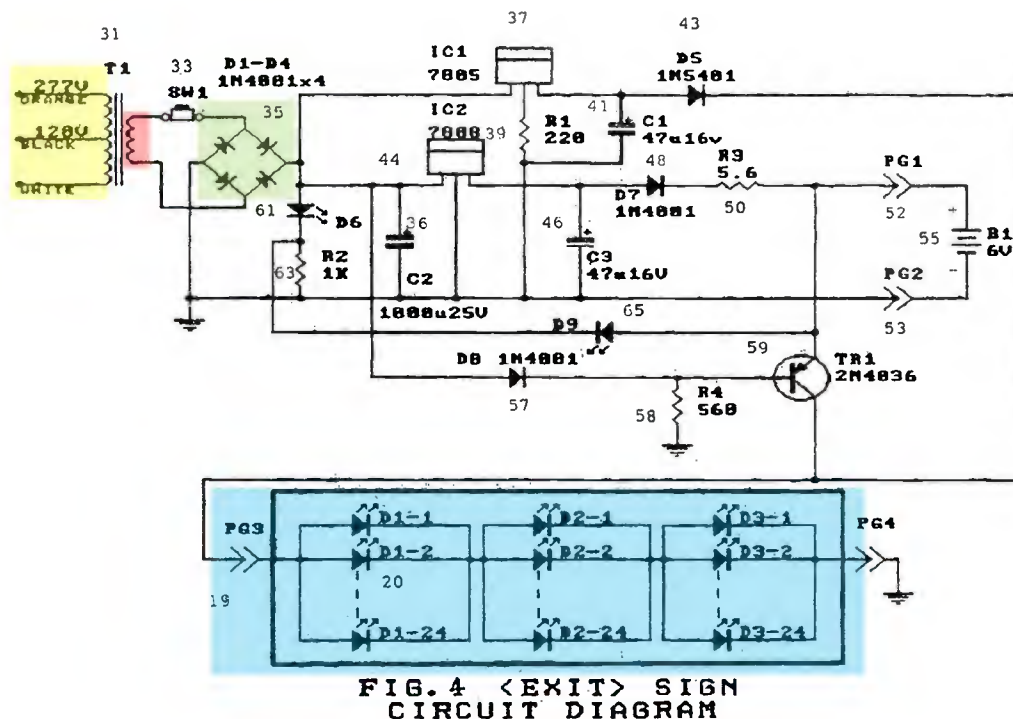 31
T1
277V
ORANGE
120V
BLACK
WHITE
33
SW1
D1-D4
1N4001x4
35
37
IC1
7805
IC2
7808
39
R1
220
41
C1
47u16v
43
D5
1N5401
44
36
C2
1000u25V
61
D6
63
R2
1K
46
C3
47u16V
48
D7
1N4001
R3
5.6
50
PG1
52
55
+
B1
6V
-
PG2
53
D9
65
D8 1N4001
57
59
TR1
2N4036
58
R4
560
PG3
19
D1-1
D1-2
20
D1-24
D2-1
D2-2
D2-24
D3-1
D3-2
D3-24
PG4
FIG.4 <EXIT> SIGN
CIRCUIT DIAGRAM